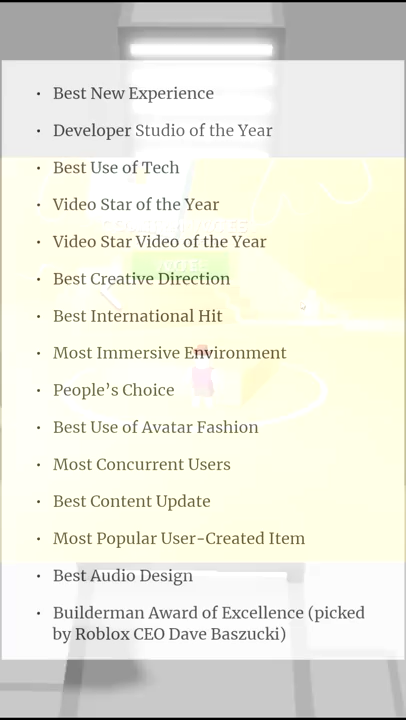 • Best New Experience
• Developer Studio of the Year
• Best Use of Tech
• Video Star of the Year
• Video Star Video of the Year
• Best Creative Direction
• Best International Hit
• Most Immersive Environment
• People’s Choice
• Best Use of Avatar Fashion
• Most Concurrent Users
• Best Content Update
• Most Popular User-Created Item
• Best Audio Design
• Builderman Award of Excellence (picked
by Roblox CEO Dave Baszucki)